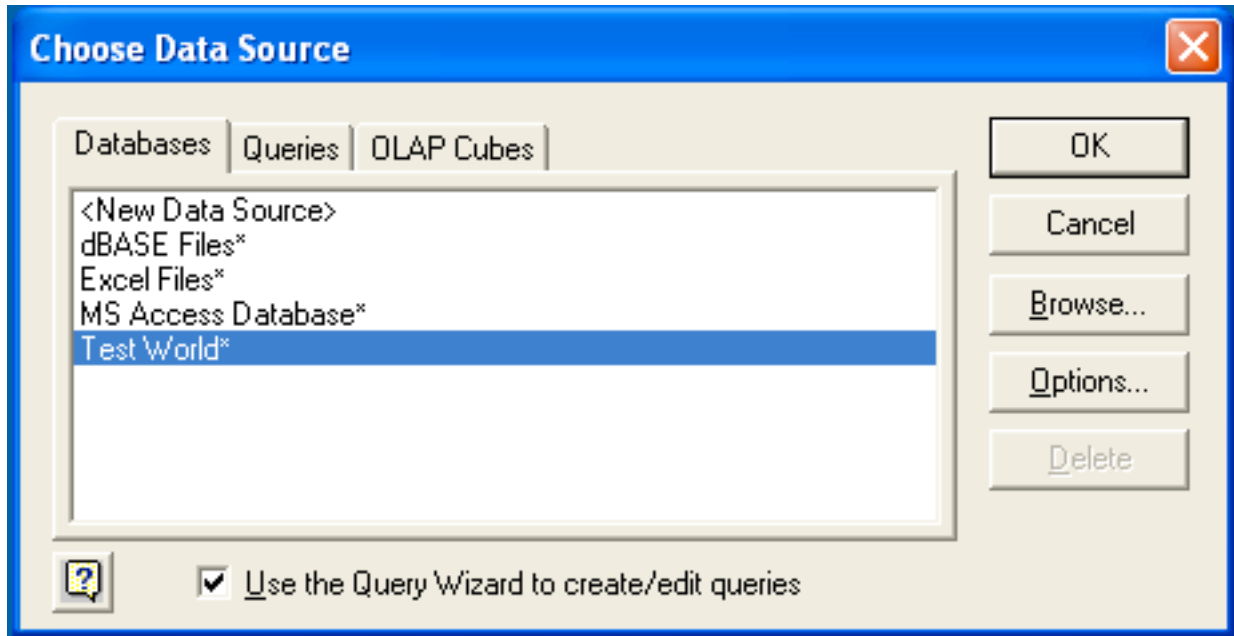 Choose Data Source
Databases
Queries
OLAP Cubes
<New Data Source>
dBASE Files*
Excel Files*
MS Access Database*
Test World*
OK
Cancel
Browse...
Options...
Delete
Use the Query Wizard to create/edit queries